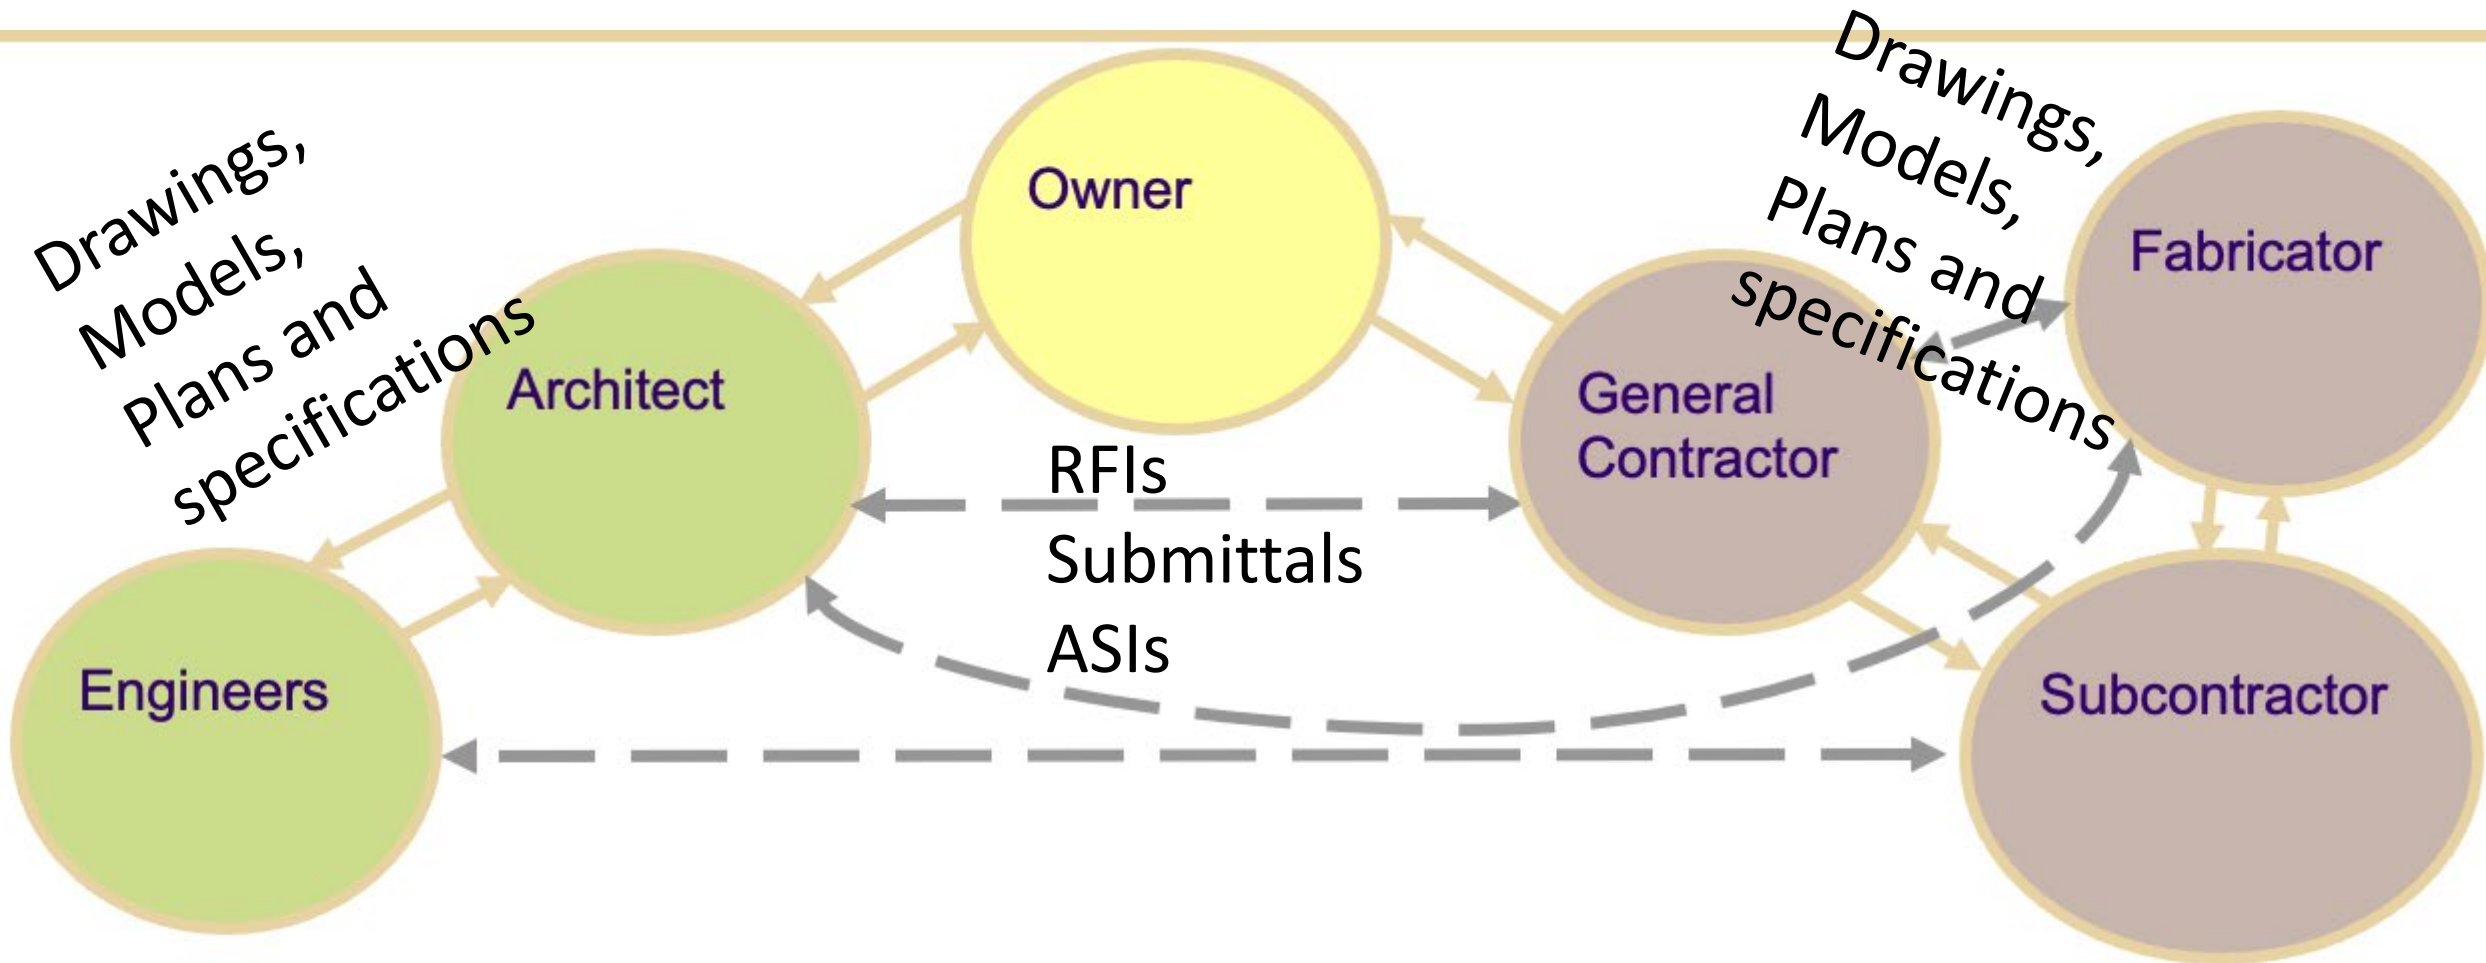 Drawings,
Models,
Plans and
specifications
Owner
Drawings,
Models,
Plans and
specifications
Fabricator
Architect
General
Contractor
RFIs
Submittals
ASIs
Engineers
Subcontractor